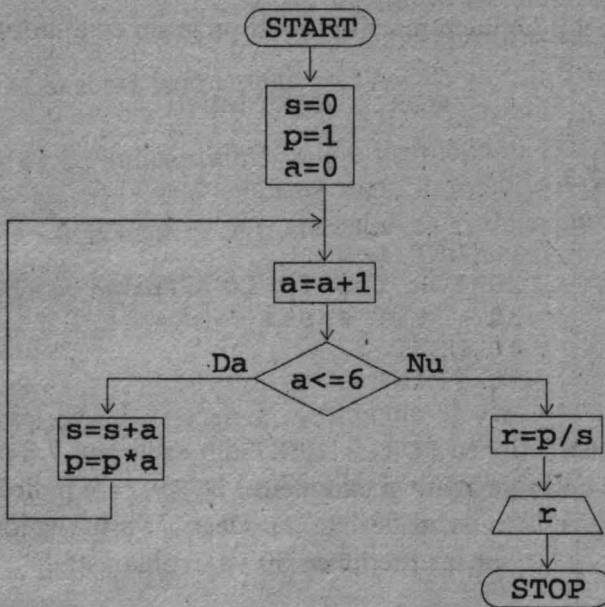 START
s=0
p=1
a=0
a=a+1
Da
a<=6
Nu
s=s+a
p=p*a
r=p/s
r
STOP